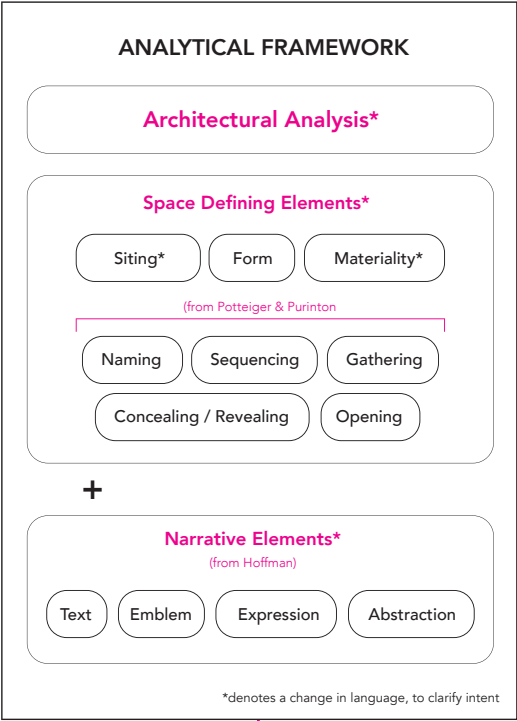 ANALYTICAL FRAMEWORK
Architectural Analysis*
Space Defining Elements*
Siting* Form Materiality*
(from Potteiger & Purinton
Naming Sequencing Gathering
Concealing / Revealing Opening
+
Narrative Elements*
(from Hoffman)
Text Emblem Expression Abstraction
*denotes a change in language, to clarify intent